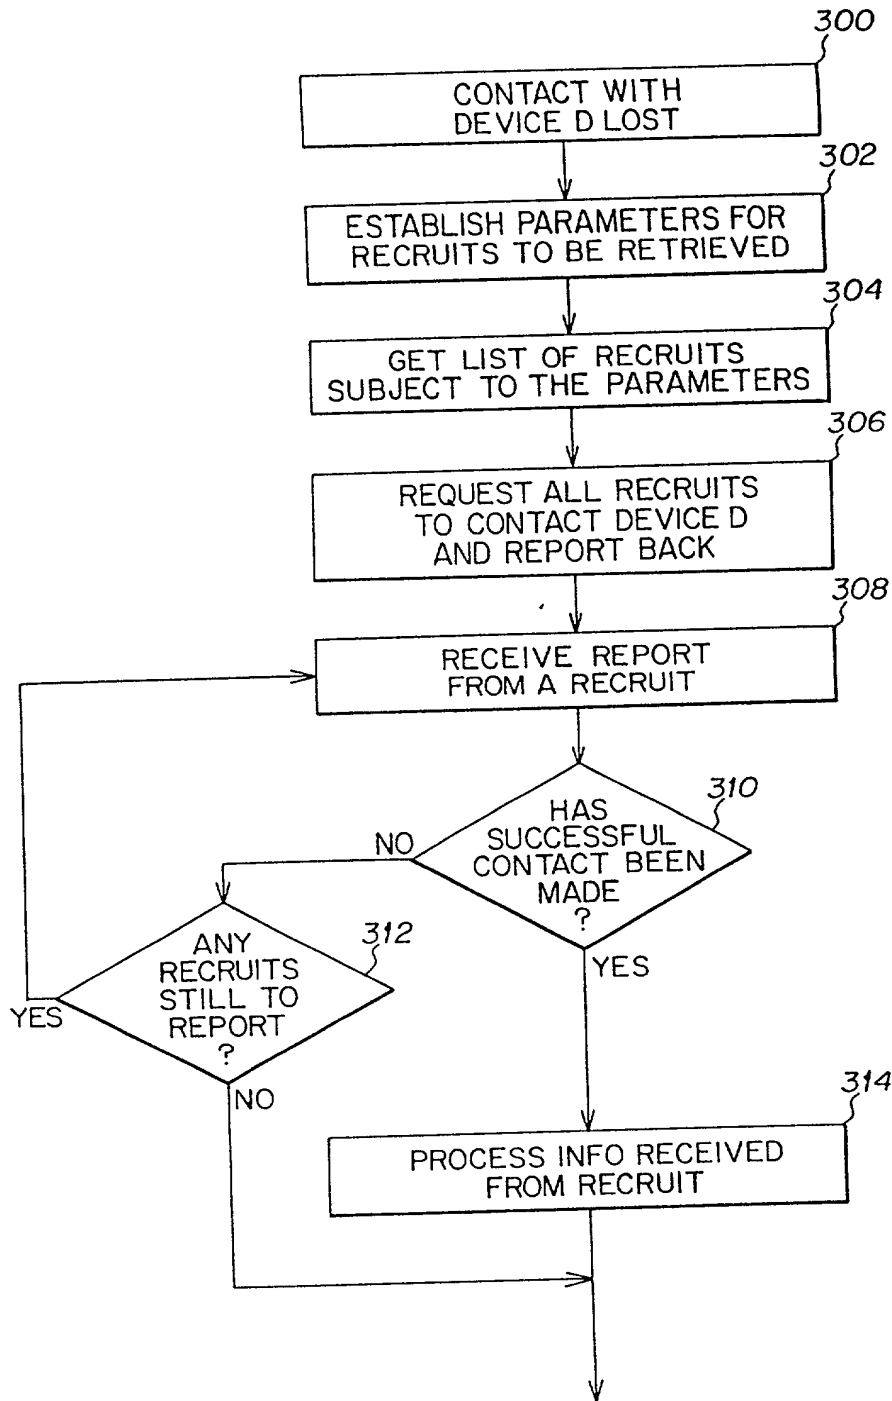 300
CONTACT WITH
DEVICE D LOST
302
ESTABLISH PARAMETERS FOR
RECRUITS TO BE RETRIEVED
304
GET LIST OF RECRUITS
SUBJECT TO THE PARAMETERS
306
REQUEST ALL RECRUITS
TO CONTACT DEVICE D
AND REPORT BACK
308
RECEIVE REPORT
FROM A RECRUIT
310
HAS
SUCCESSFUL
CONTACT BEEN
MADE
?
NO
YES
312
ANY
RECRUITS
STILL TO
REPORT
?
YES
NO
314
PROCESS INFO RECEIVED
FROM RECRUIT